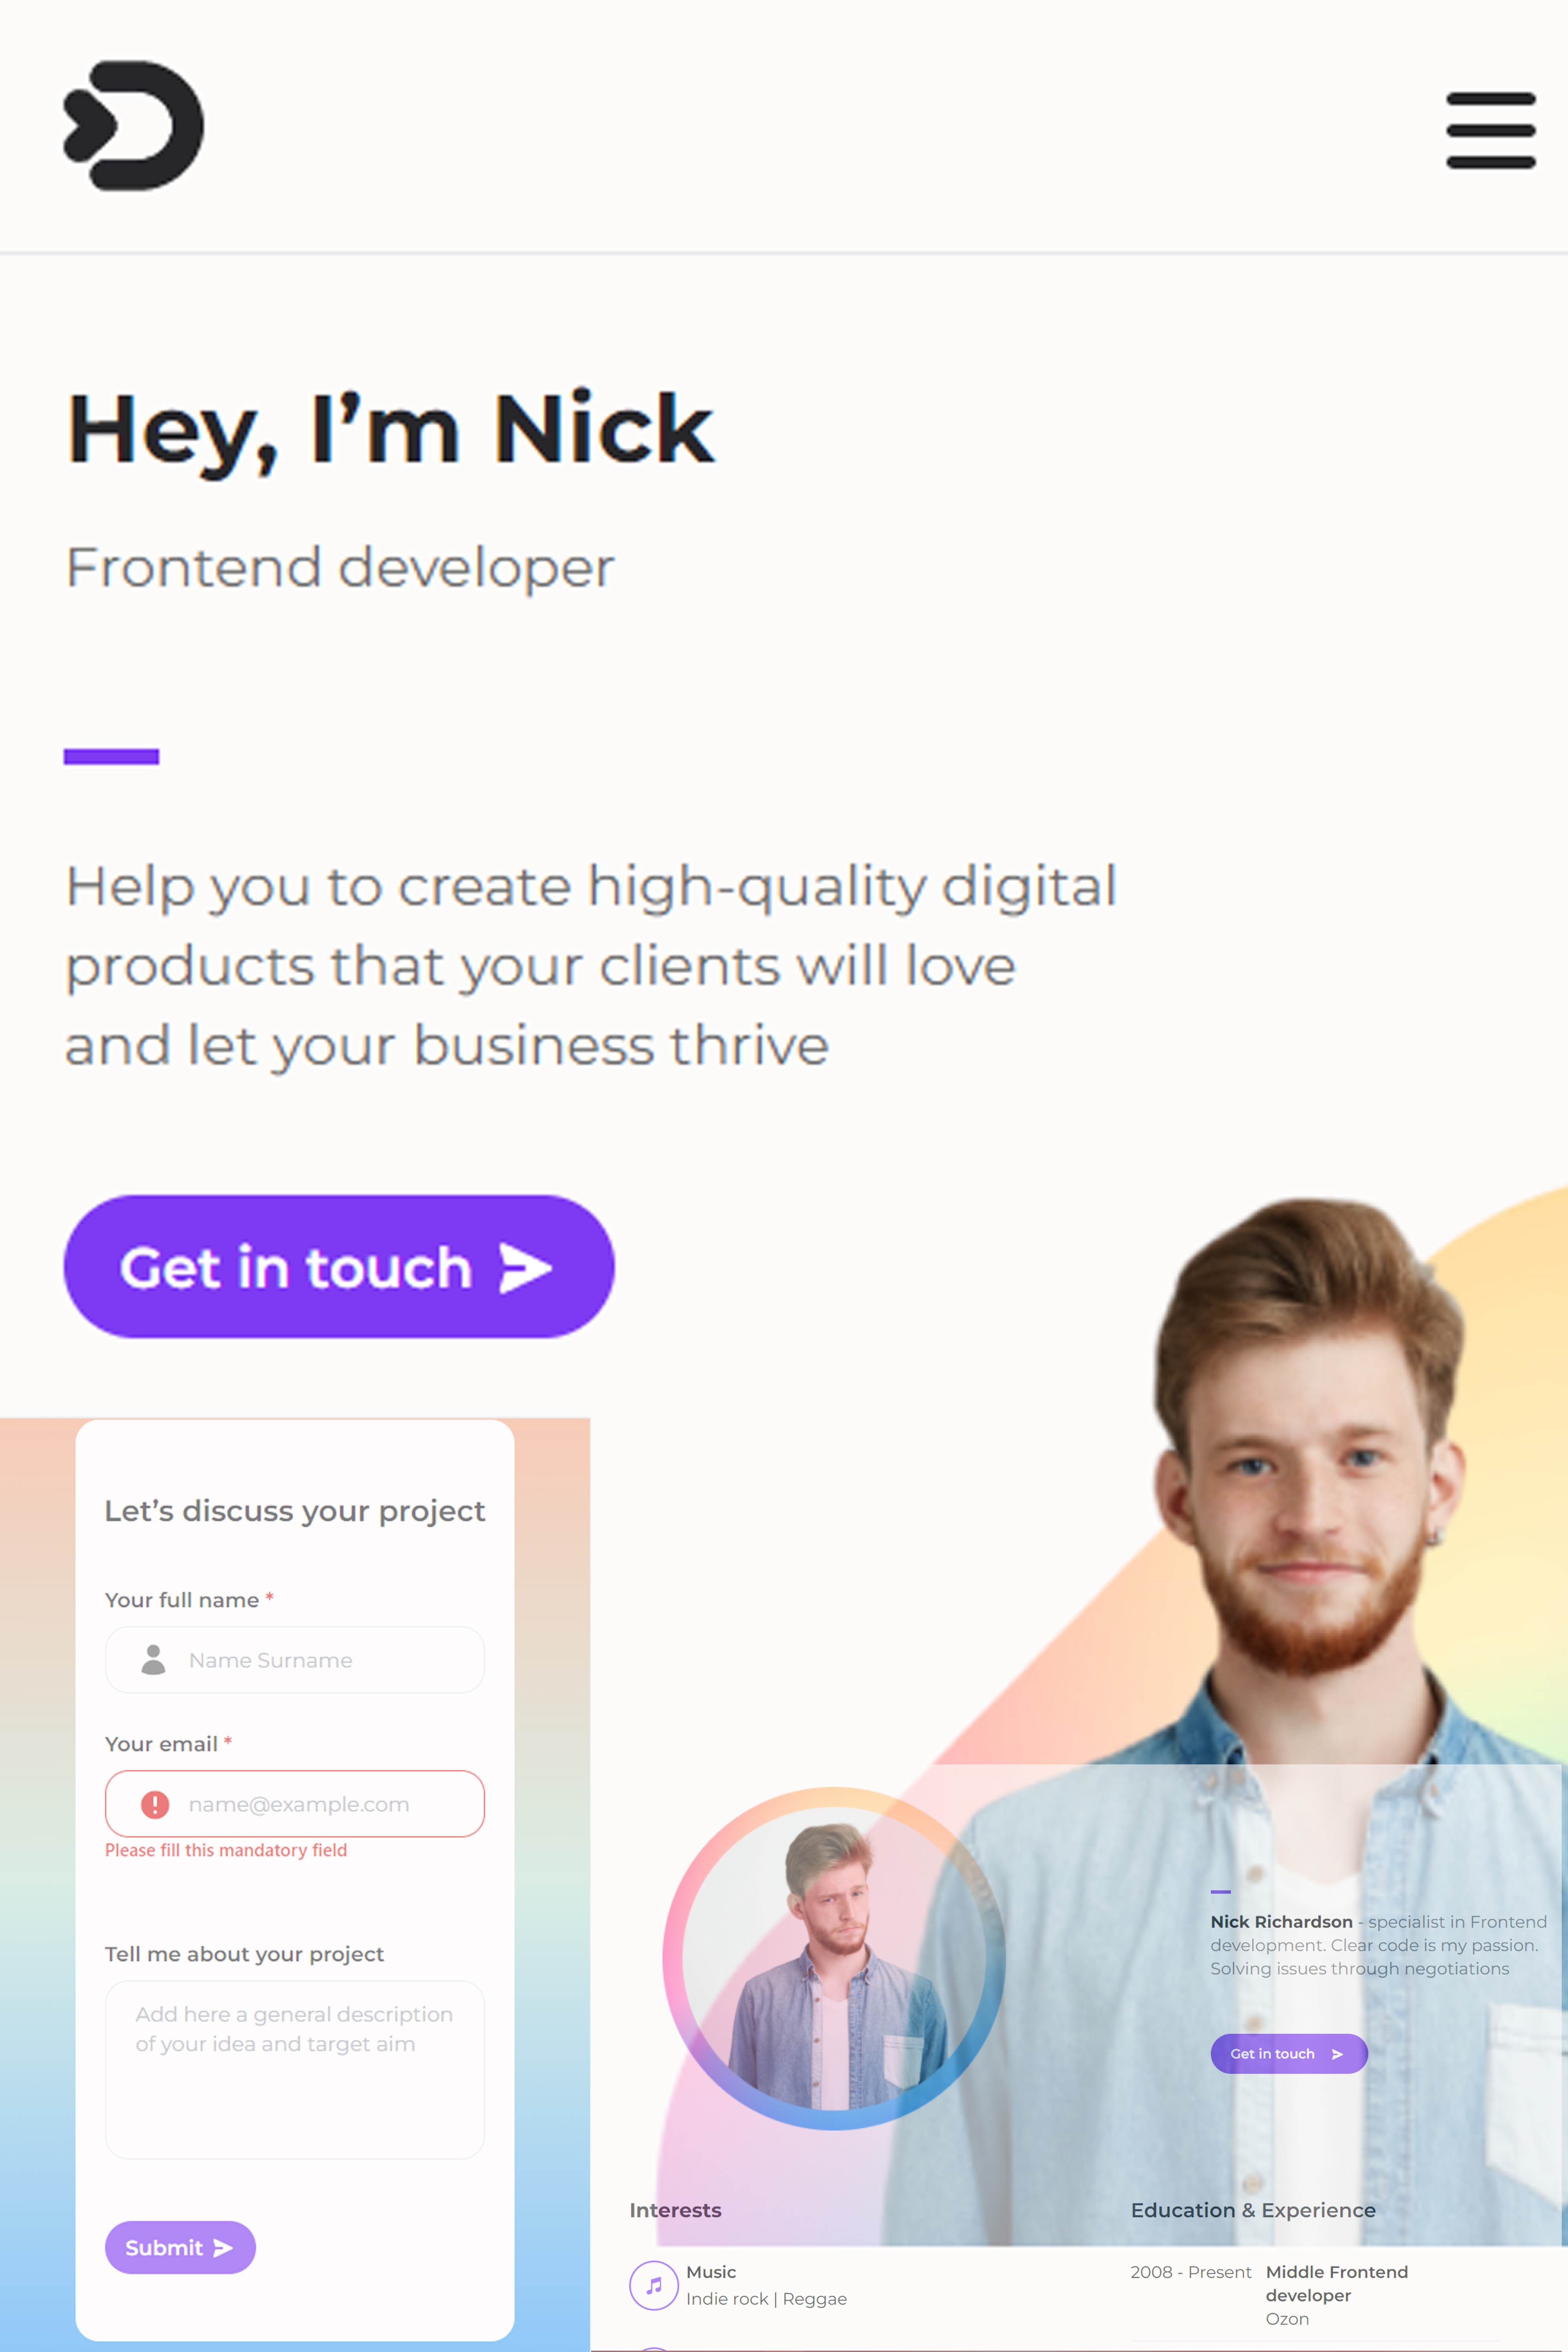 Hey, I’m Nick
Frontend developer
Help you to create high-quality digital
products that your clients will love
and let your business thrive
Get in touch
Let’s discuss your project
Your full name *
Name Surname
Your email *
name@example.com
Please fill this mandatory field
Tell me about your project
Add here a general description
of your idea and target aim
Submit
Nick Richardson - specialist in Frontend
development. Clear code is my passion.
Solving issues through negotiations
Get in touch
Interests
Music
Indie rock | Reggae
Education & Experience
2008 - Present Middle Frontend
developer
Ozon